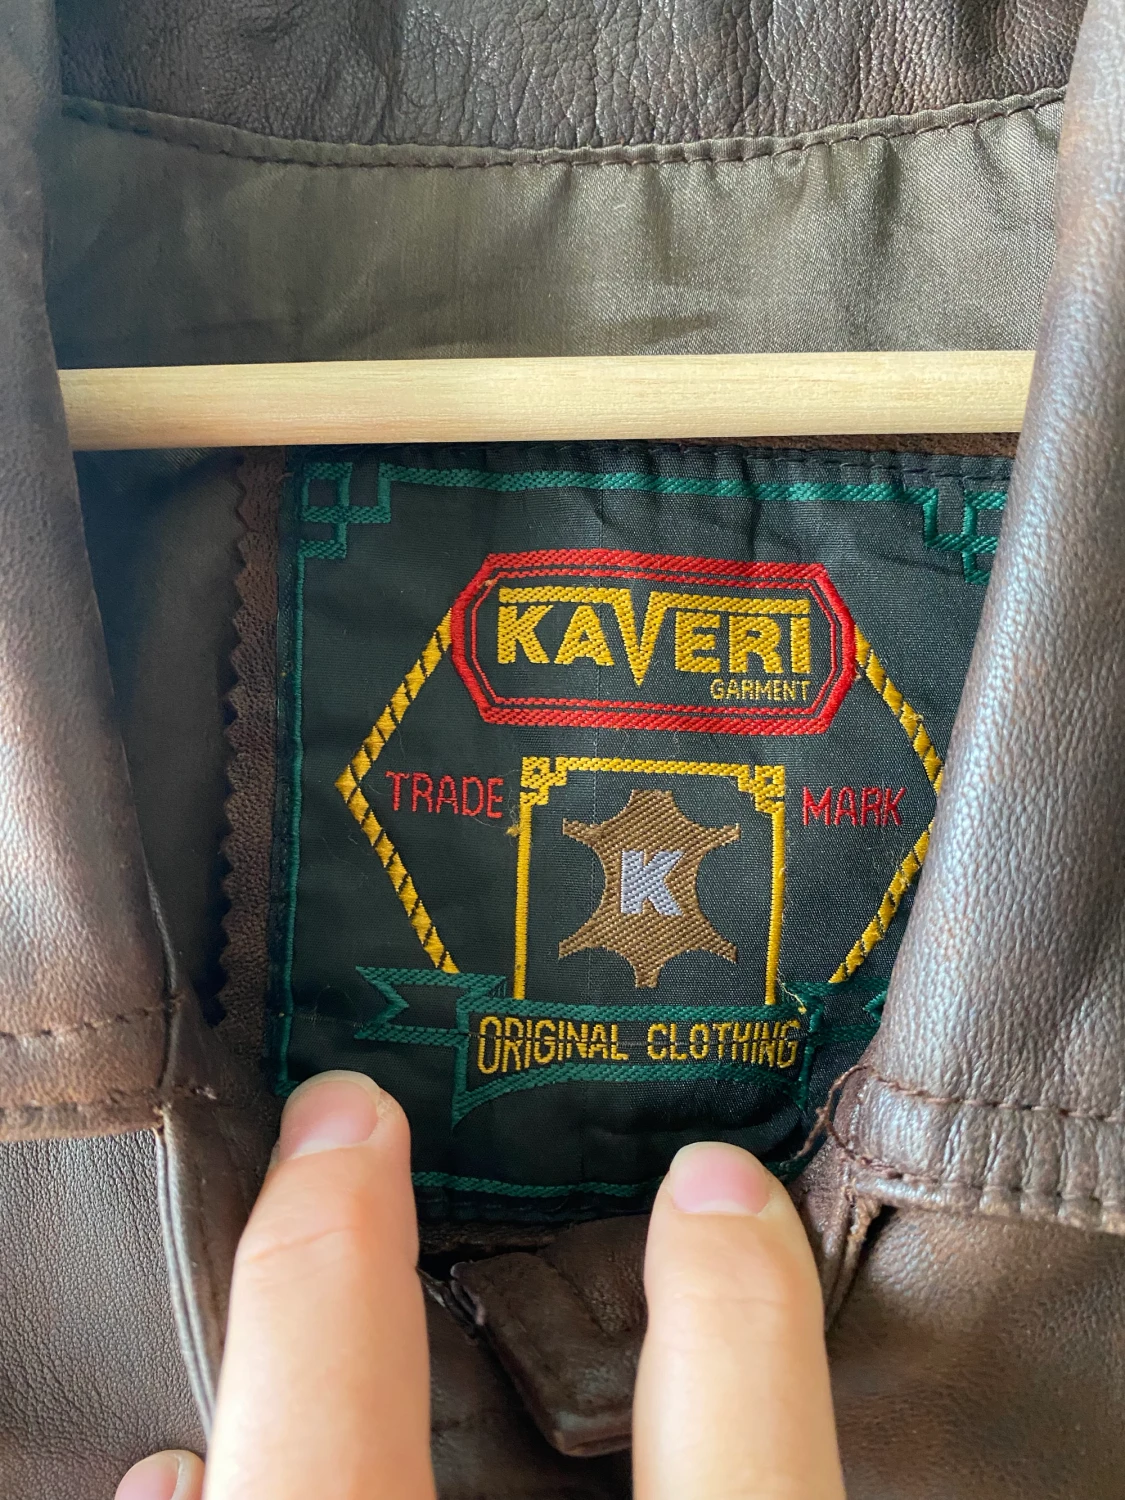 KAVERI
GARMENT
TRADE MARK
K
ORIGINAL CLOTHING